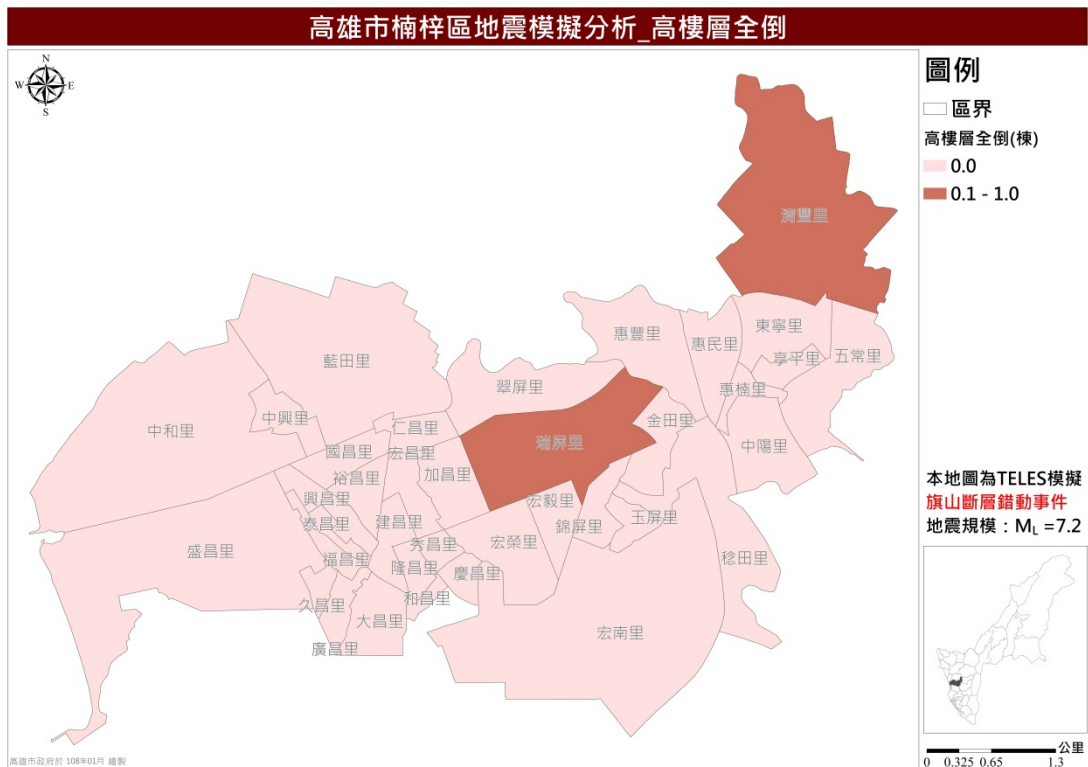 高雄市楠梓區地震模擬分析_高樓層全倒
N
W
E
S
圖例
區界
高樓層全倒(棟)
0.0
0.1 - 1.0
清豐里
惠豐里
惠民里
東寧里
享平里
五常里
惠楠里
藍田里
翠屏里
中和里
中興里
仁昌里
瑞屏里
金田里
中陽里
國昌里
宏昌里
裕昌里
加昌里
興昌里
宏毅里
泰昌里
建昌里
錦屏里
玉屏里
盛昌里
福昌里
秀昌里
宏榮里
隆昌里
慶昌里
稔田里
久昌里
和昌里
大昌里
宏南里
廣昌里
本地圖為TELES模擬
旗山斷層錯動事件
地震規模：ML =7.2
公里
0 0.325 0.65 1.3
高雄市政府於 108年01月 繪製